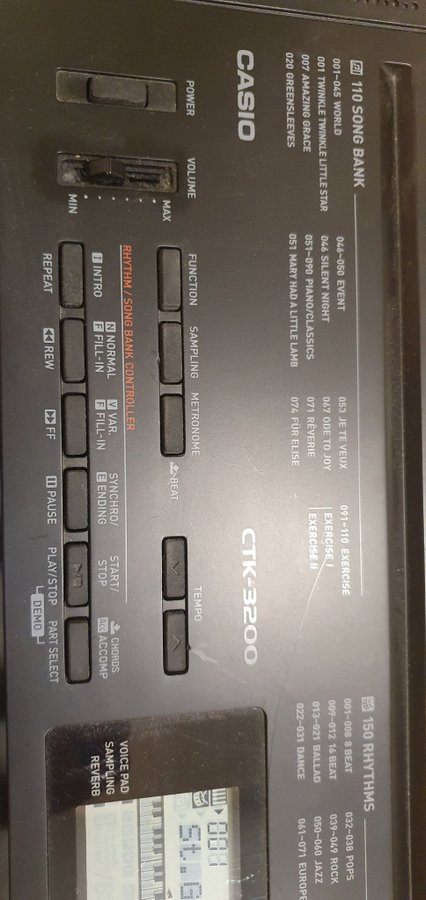 110 SONG BANK
001-045 WORLD
001 TWINKLE TWINKLE LITTLE STAR
007 AMAZING GRACE
020 GREENSLEEVES
046-050 EVENT
046 SILENT NIGHT
051-090 PIANO/CLASSICS
051 MARY HAD A LITTLE LAMB
053 JE TE VEUX
067 ODE TO JOY
071 RÊVERIE
074 FÜR ELISE
091-110 EXERCISE
EXERCISE I
EXERCISE II
150 RHYTHMS
001-008 8 BEAT
009-012 16 BEAT
013-021 BALLAD
022-031 DANCE
032-038 POPS
039-049 ROCK
050-060 JAZZ
061-071 EUROPE
CASIO
CTK-3200
POWER
VOLUME
MIN
MAX
FUNCTION
SAMPLING
METRONOME
BEAT
TEMPO
RHYTHM / SONG BANK CONTROLLER
I INTRO
N NORMAL
F FILL-IN
V VAR
F FILL-IN
SYNCHRO/
E ENDING
START/
STOP
CHORDS
ACCOMP
REPEAT
REW
FF
PAUSE
PLAY/STOP
PART SELECT
DEMO
001
St.G
VOICE PAD
SAMPLING
REVERB